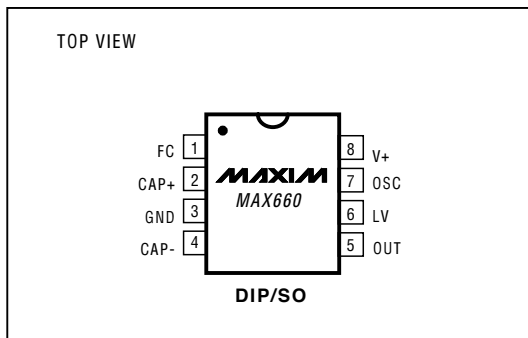 TOP VIEW
FC 1
CAP+ 2
GND 3
CAP- 4
MAXIM
MAX660
8 V+
7 OSC
6 LV
5 OUT
DIP/SO